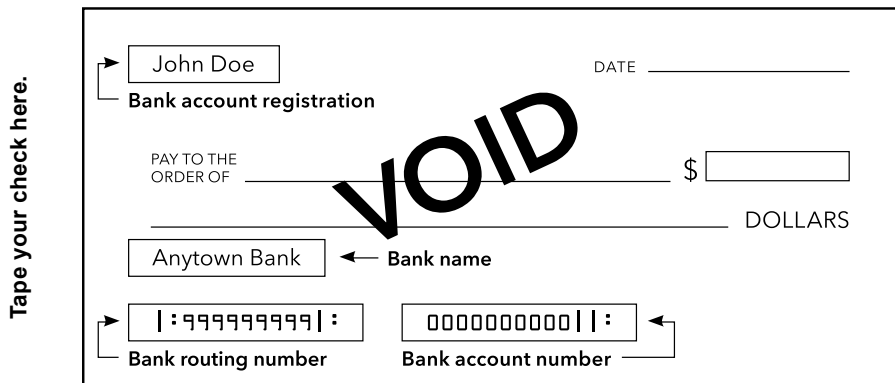 Tape your check here.
John Doe
DATE
Bank account registration
VOID
PAY TO THE
ORDER OF
$
DOLLARS
Anytown Bank
Bank name
|:999999999|:
0000000000||:
Bank routing number
Bank account number